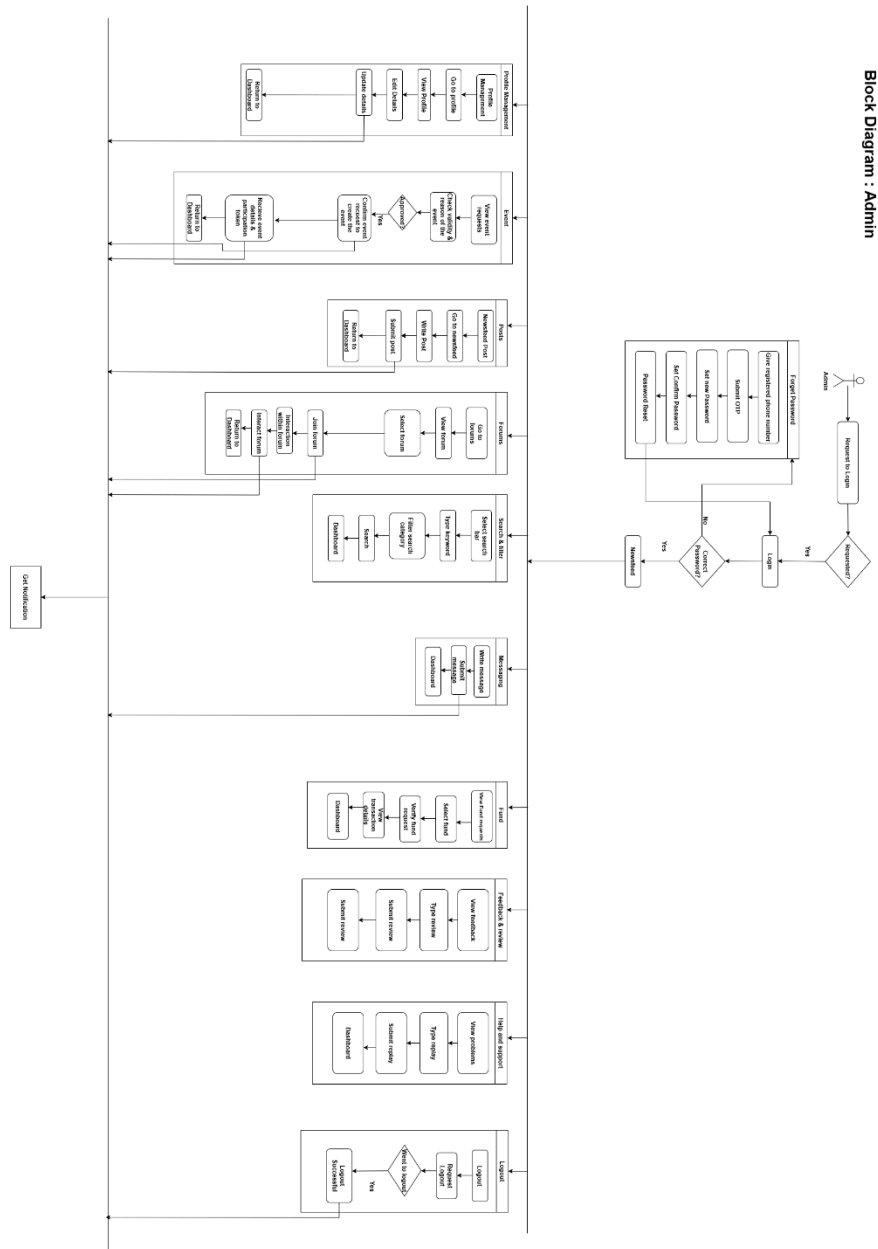 Block Diagram : Admin
Admin
Request to Login
Requested?
Yes
Login
Correct
Password?
No
Yes
Newsfeed
Forget Password
Give registered phone number
Submit OTP
Set new Password
Set Confirm Password
Password Reset
Profile Management
Profile
Management
Go to profile
View Profile
Edit Details
Update details
Return to
Dashboard
Event
View event
requests
Check validity &
reason of the
event
Approved ?
Yes
Confirm event
request to
create the
event
Recieve event
details &
participation
token
Return to
Dashboard
Posts
Newsfeed Post
Go to newsfeed
Write Post
Submit post
Return to
Dashboard
Forums
Go to
forums
View forum
Select forum
Join forum
Interaction
within forum
Interact forum
Return to
Dashboard
Search & filter
Select search
bar
Type keyword
Filter search
category
Search
Dashboard
Messaging
Write message
Submit
message
Dashboard
Fund
View Fund requests
Select fund
Verify fund
request
View
transaction
details
Dashboard
Feedback & review
View feedback
Type review
Submit review
Submit review
Help and support
View problems
Type replay
Submit replay
Dashboard
Logout
Logout
Request
Logout
Went to logout
Yes
Logout
Successful
Get Notification